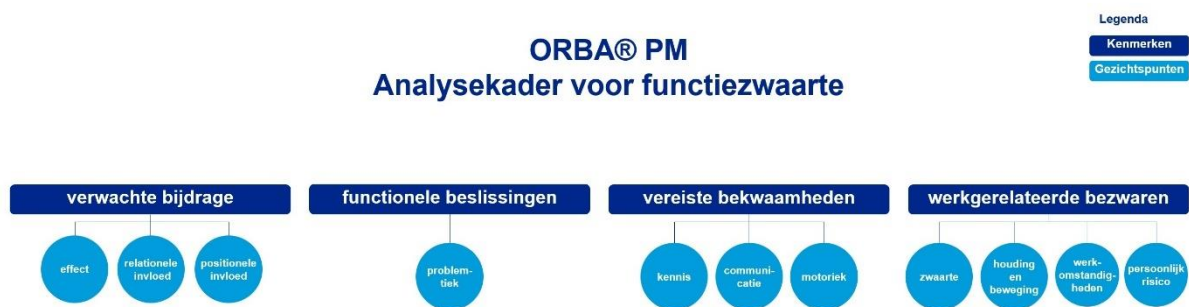 Legenda
Kenmerken
Gezichtspunten
ORBA® PM
Analysekader voor functiezwaarte
verwachte bijdrage
functionele beslissingen
vereiste bekwaamheden
werkgerelateerde bezwaren
effect
relationele
invloed
positionele
invloed
problem-
tiek
kennis
communi-
catie
motoriek
zwaarte
houding
en
beweging
werk-
omstandig-
heden
persoonlijk
risico